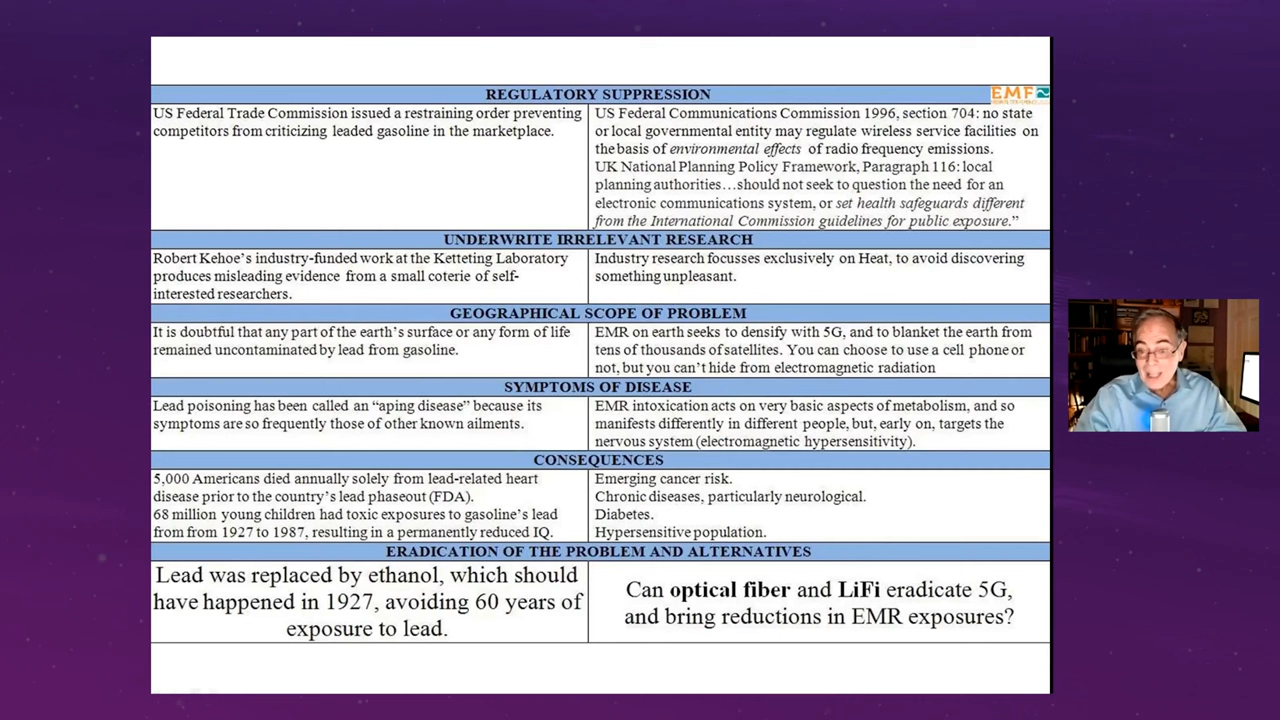 REGULATORY SUPPRESSION
EMF
US Federal Trade Commission issued a restraining order preventing
competitors from criticizing leaded gasoline in the marketplace.
US Federal Communications Commission 1996, section 704: no state
or local governmental entity may regulate wireless service facilities on
the basis of environmental effects of radio frequency emissions.
UK National Planning Policy Framework, Paragraph 116: local
planning authorities…should not seek to question the need for an
electronic communications system, or set health safeguards different
from the International Commission guidelines for public exposure.”
UNDERWRITE IRRELEVANT RESEARCH
Robert Kehoe’s industry-funded work at the Ketteting Laboratory
produces misleading evidence from a small coterie of self-
interested researchers.
Industry research focusses exclusively on Heat, to avoid discovering
something unpleasant.
GEOGRAPHICAL SCOPE OF PROBLEM
It is doubtful that any part of the earth’s surface or any form of life
remained uncontaminated by lead from gasoline.
EMR on earth seeks to densify with 5G, and to blanket the earth from
tens of thousands of satellites. You can choose to use a cell phone or
not, but you can’t hide from electromagnetic radiation
SYMPTOMS OF DISEASE
Lead poisoning has been called an “aping disease” because its
symptoms are so frequently those of other known ailments.
EMR intoxication acts on very basic aspects of metabolism, and so
manifests differently in different people, but, early on, targets the
nervous system (electromagnetic hypersensitivity).
CONSEQUENCES
5,000 Americans died annually solely from lead-related heart
disease prior to the country’s lead phaseout (FDA).
68 million young children had toxic exposures to gasoline’s lead
from from 1927 to 1987, resulting in a permanently reduced IQ.
Emerging cancer risk.
Chronic diseases, particularly neurological.
Diabetes.
Hypersensitive population.
ERADICATION OF THE PROBLEM AND ALTERNATIVES
Lead was replaced by ethanol, which should
have happened in 1927, avoiding 60 years of
exposure to lead.
Can optical fiber and LiFi eradicate 5G,
and bring reductions in EMR exposures?